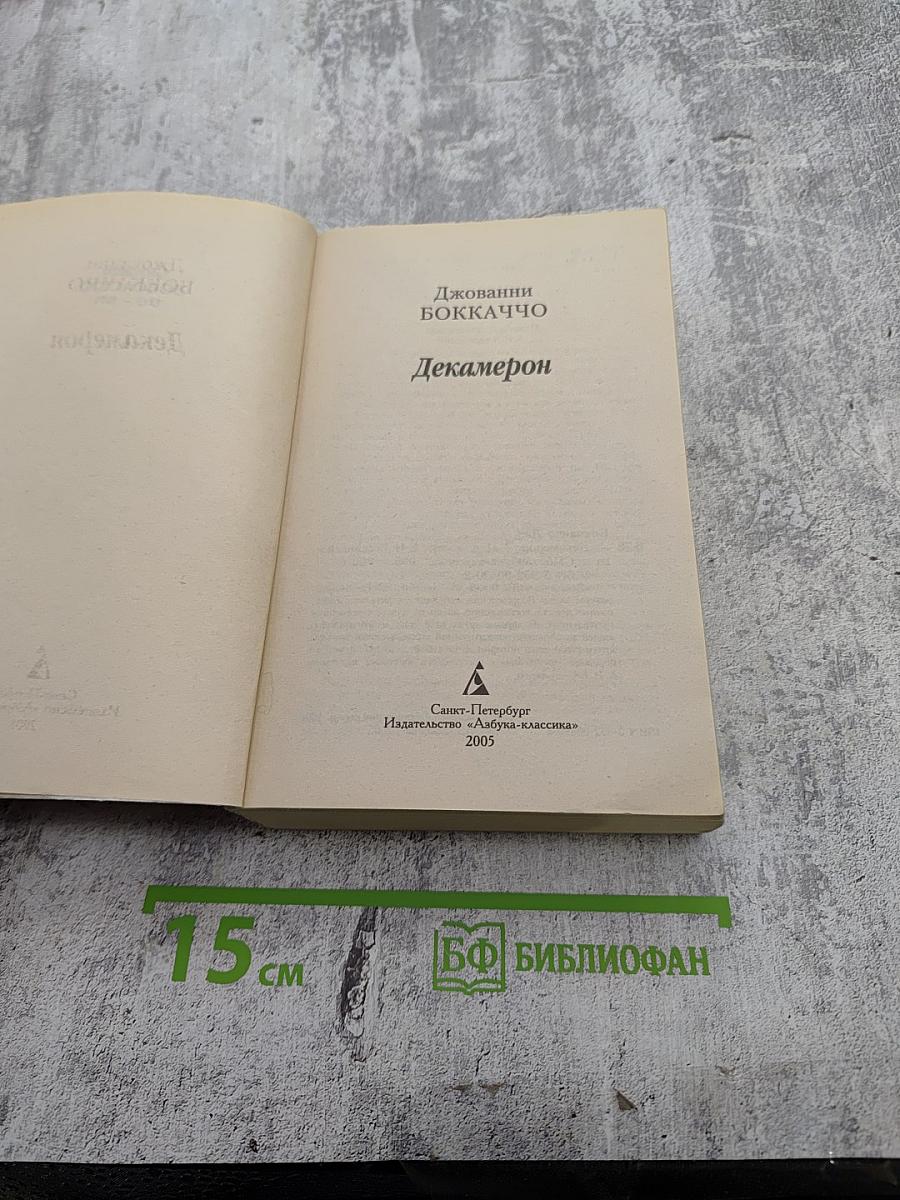 Джованни
БОККАЧЧО
Декамерон
Санкт-Петербург
Издательство «Азбука-классика»
2005
15 см
БФ БИБЛИОФАН